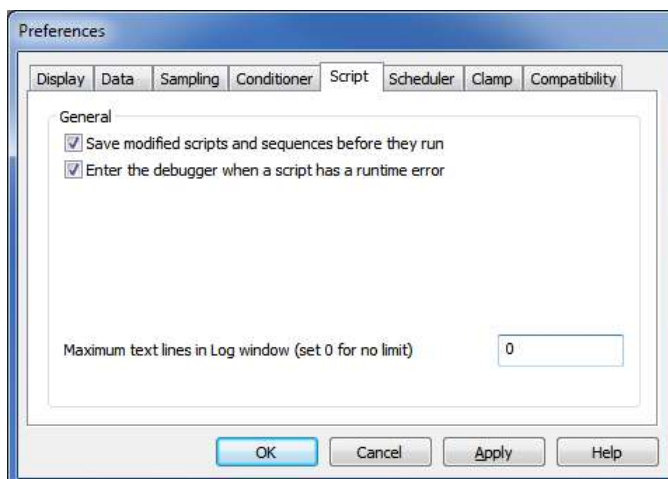 Preferences
Display Data Sampling Conditioner Script Scheduler Clamp Compatibility
General
Save modified scripts and sequences before they run
Enter the debugger when a script has a runtime error
Maximum text lines in Log window (set 0 for no limit) 0
OK Cancel Apply Help